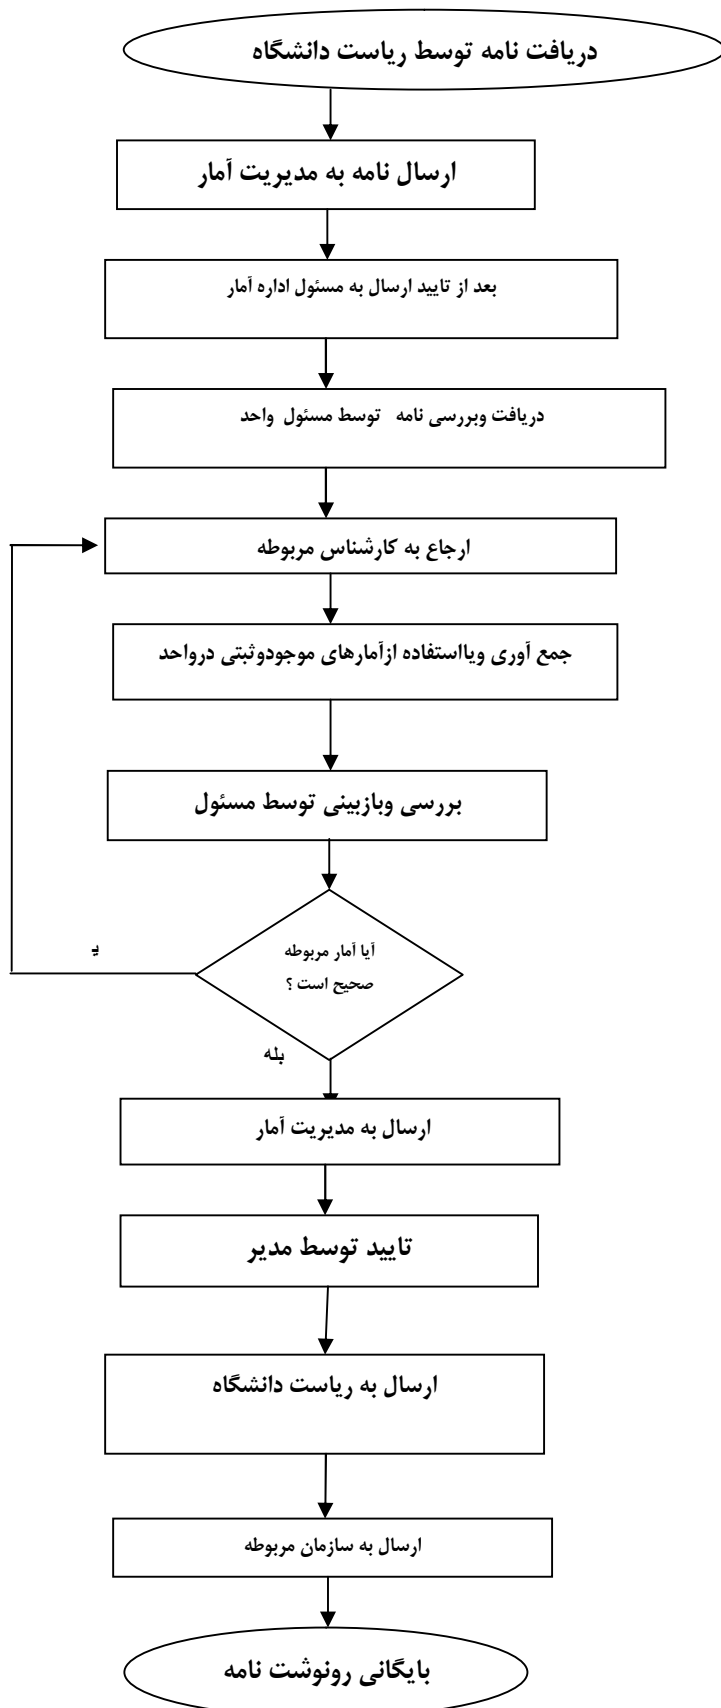 دریافت نامه توسط ریاست دانشگاه
ارسال نامه به مدیریت آمار
بعد از تایید ارسال به مسئول اداره آمار
دریافت وبررسی نامه توسط مسئول واحد
ارجاع به کارشناس مربوطه
جمع آوری ویااستفاده ازآمارهای موجودوثبتی درواحد
بررسی وبازبینی توسط مسئول
آیا آمار مربوطه
صحیح است ؟
بله
ارسال به مدیریت آمار
تایید توسط مدیر
ارسال به ریاست دانشگاه
ارسال به سازمان مربوطه
بایگانی رونوشت نامه